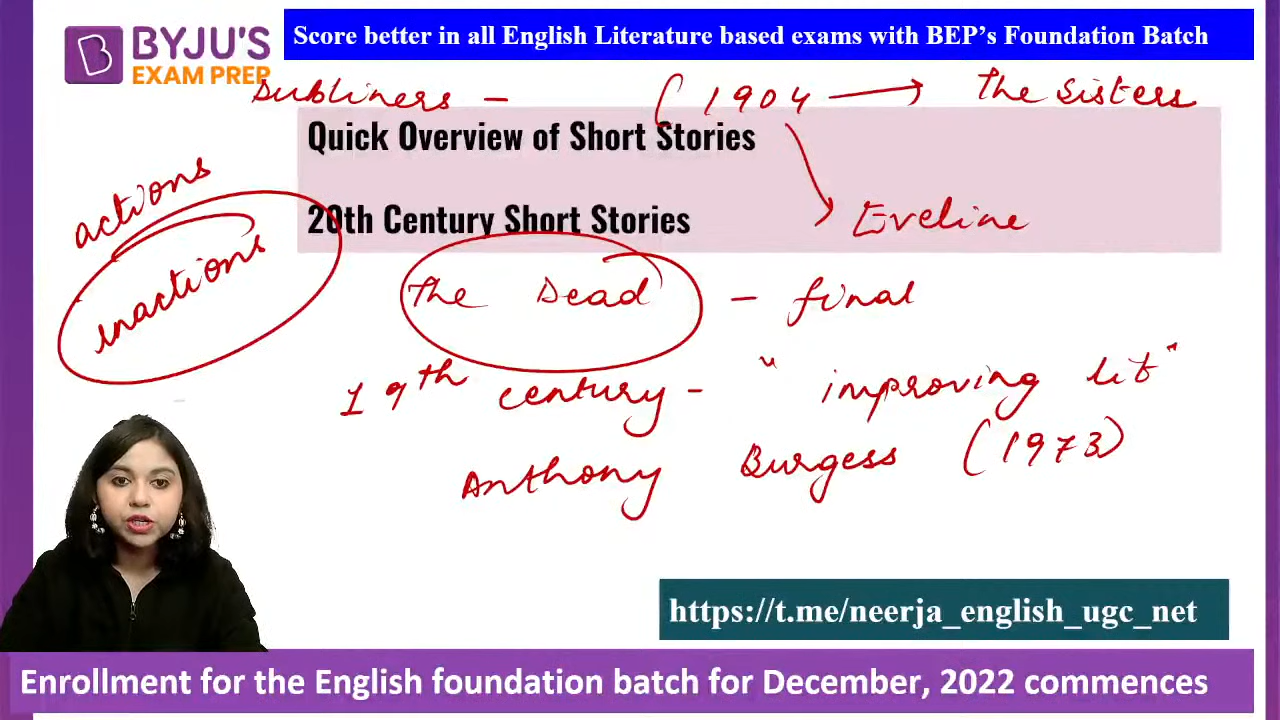 BYJU'S
EXAM PREP
Score better in all English Literature based exams with BEP's Foundation Batch
Dubliners - (1904 → The Sisters
Quick Overview of Short Stories
20th Century Short Stories
Eveline
actions
inactions
The Dead - final
19th century - "improving lit"
Anthony Burgess (1973)
https://t.me/neerja_english_ugc_net
Enrollment for the English foundation batch for December, 2022 commences